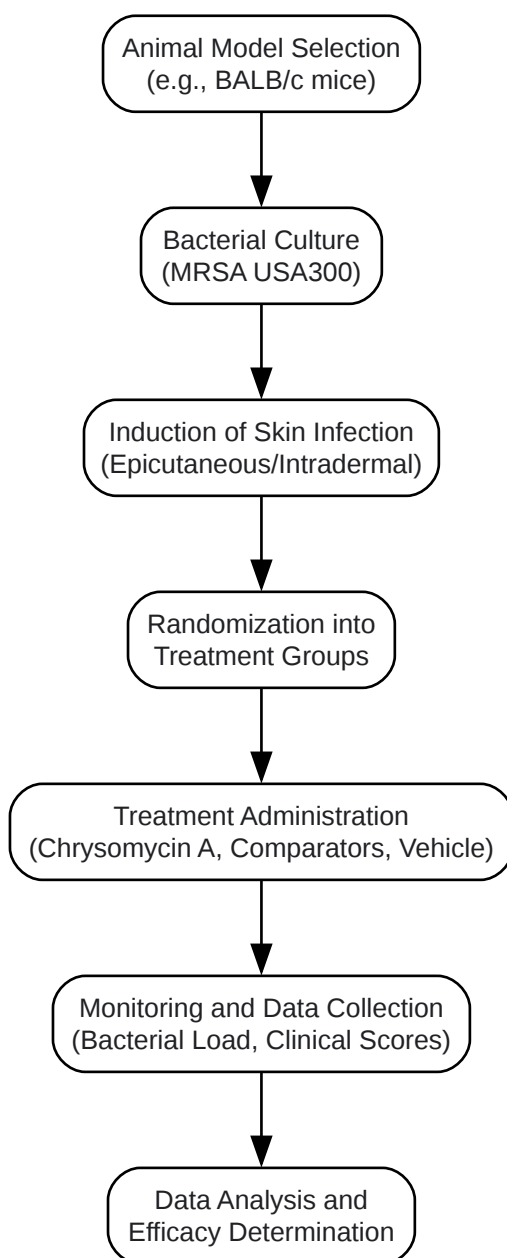 Animal Model Selection
(e.g., BALB/c mice)
Bacterial Culture
(MRSA USA300)
Induction of Skin Infection
(Epicutaneous/Intradermal)
Randomization into
Treatment Groups
Treatment Administration
(Chrysomycin A, Comparators, Vehicle)
Monitoring and Data Collection
(Bacterial Load, Clinical Scores)
Data Analysis and
Efficacy Determination